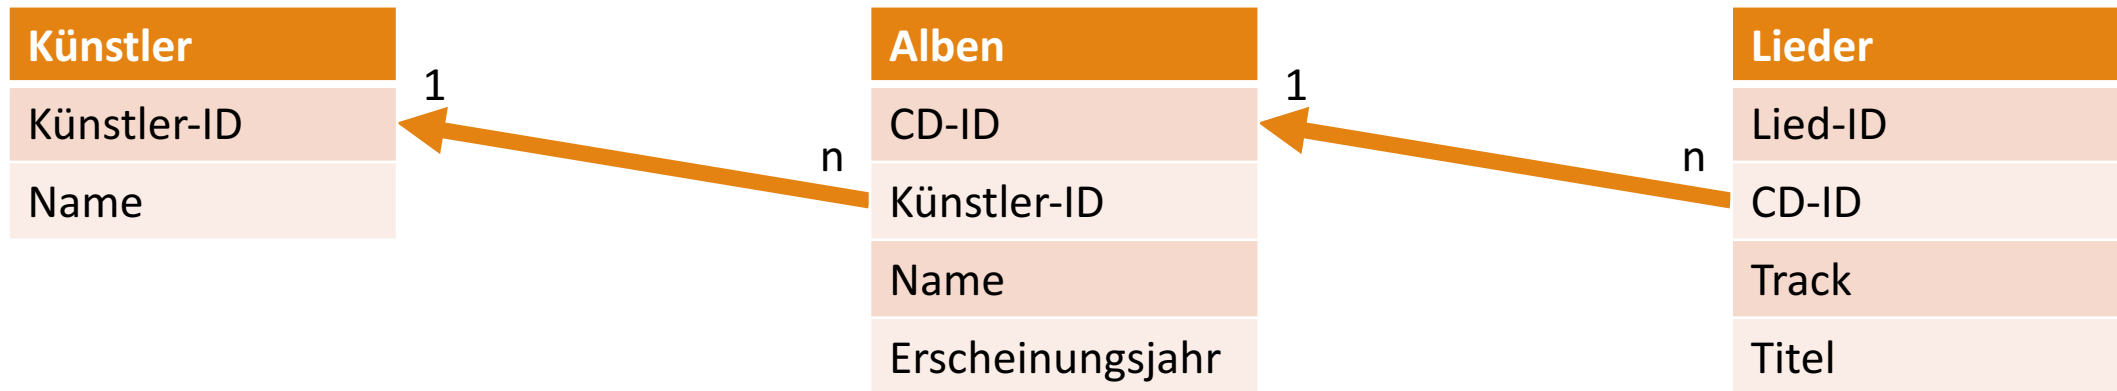 Künstler
Künstler-ID
Name
1
n
Alben
CD-ID
Künstler-ID
Name
Erscheinungsjahr
1
n
Lieder
Lied-ID
CD-ID
Track
Titel